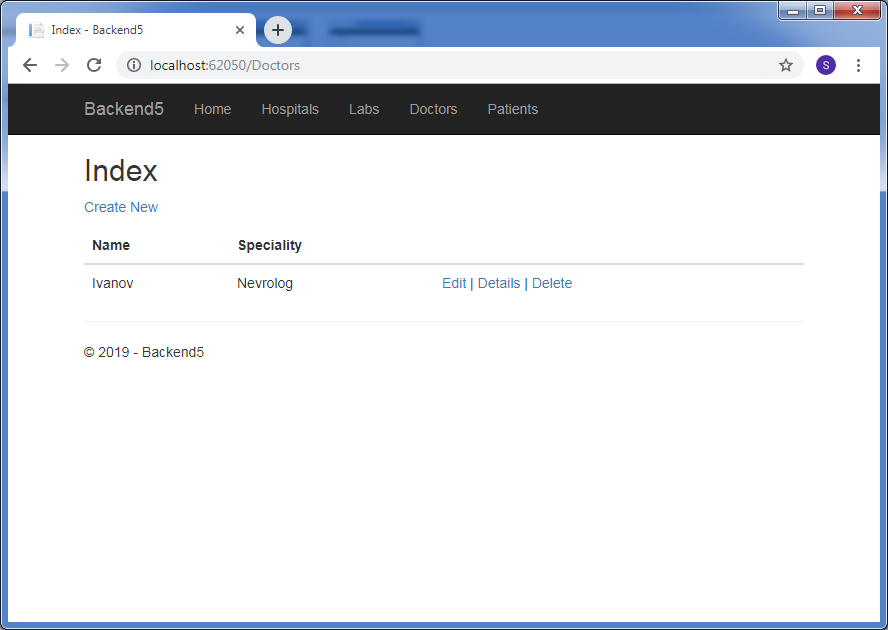 Index - Backend5
localhost:62050/Doctors
S
Backend5 Home Hospitals Labs Doctors Patients
Index
Create New
Name Speciality
Ivanov Nevrolog Edit | Details | Delete
© 2019 - Backend5